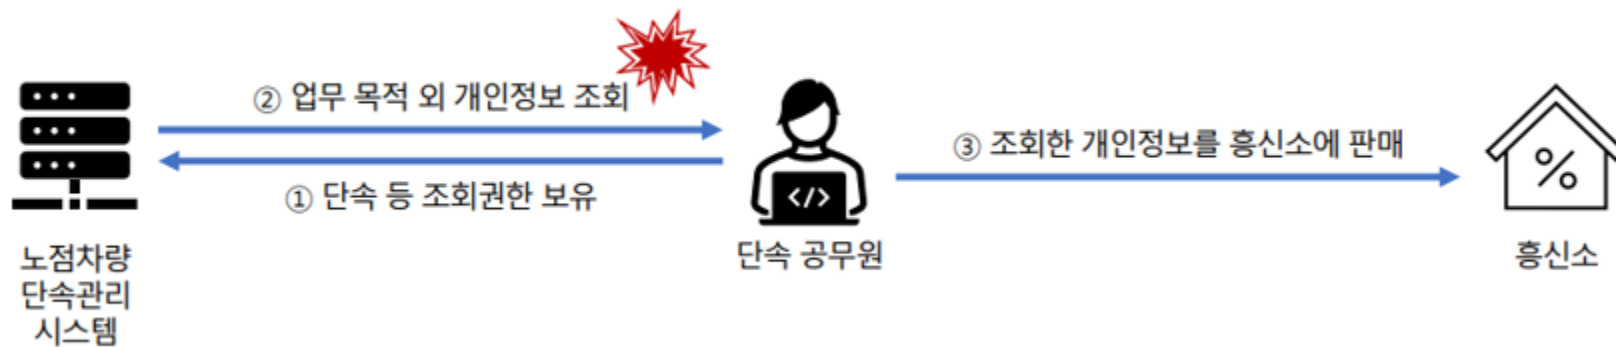 ② 업무 목적 외 개인정보 조회
① 단속 등 조회권한 보유
③ 조회한 개인정보를 흥신소에 판매
</>
%
노점차량
단속관리
시스템
단속 공무원
흥신소